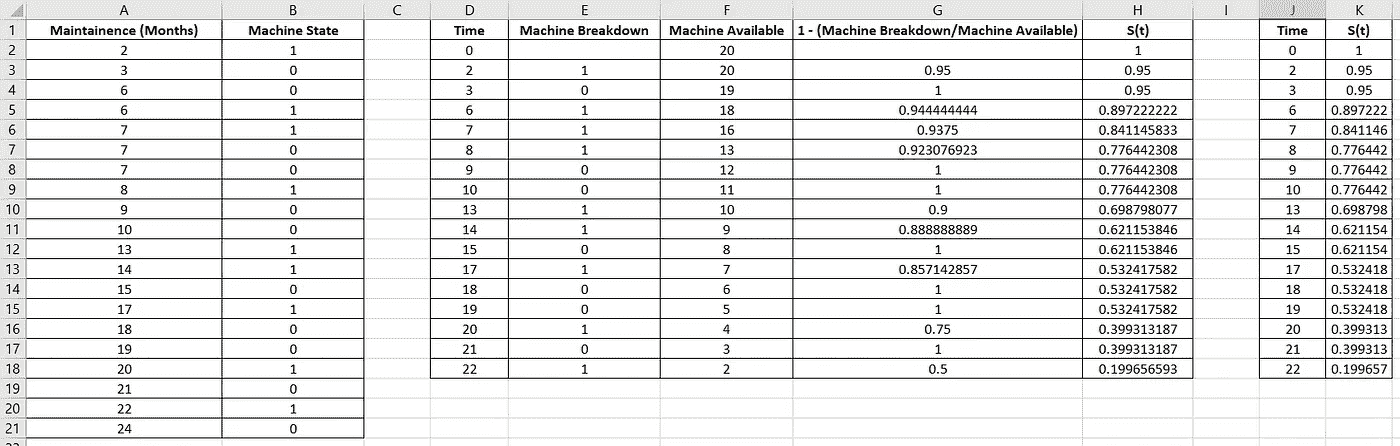 A B C D E F G H I J K
1 Maintainence (Months) Machine State Time Machine Breakdown Machine Available 1 - (Machine Breakdown/Machine Available) S(t) Time S(t)
2 2 1 0 20 1 0 1
3 3 0 2 1 20 0.95 0.95 2 0.95
4 6 0 3 0 19 1 0.95 3 0.95
5 6 1 6 1 18 0.944444444 0.897222222 6 0.897222
6 7 1 7 1 16 0.9375 0.841145833 7 0.841146
7 7 0 8 1 13 0.923076923 0.776442308 8 0.776442
8 7 0 9 0 12 1 0.776442308 9 0.776442
9 8 1 10 0 11 1 0.776442308 10 0.776442
10 9 0 13 1 10 0.9 0.698798077 13 0.698798
11 10 0 14 1 9 0.888888889 0.621153846 14 0.621154
12 13 1 15 0 8 1 0.621153846 15 0.621154
13 14 1 17 1 7 0.857142857 0.532417582 17 0.532418
14 15 0 18 0 6 1 0.532417582 18 0.532418
15 17 1 19 0 5 1 0.532417582 19 0.532418
16 18 0 20 1 4 0.75 0.399313187 20 0.399313
17 19 0 21 0 3 1 0.399313187 21 0.399313
18 20 1 22 1 2 0.5 0.199656593 22 0.199657
19 21 0
20 22 1
21 24 0